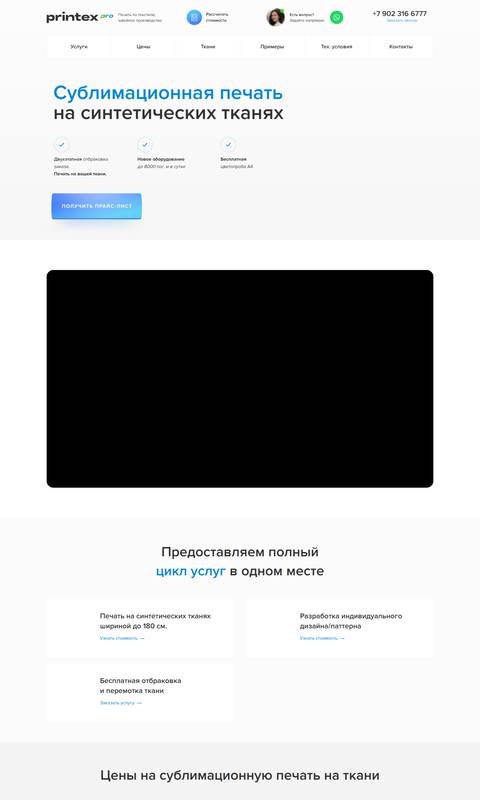 printex pro
Печать по текстилю,
швейное производство
Рассчитать
стоимость
Есть вопрос?
Задайте напрямую
+7 902 316 6777
Заказать звонок
Услуги
Цены
Ткани
Примеры
Тех. условия
Контакты
Сублимационная печать
на синтетических тканях
Двухэтапная отбраковка
заказа.
Печать на вашей ткани.
Новое оборудование
до 6000 пог. м в сутки
Бесплатная
цветопроба А4
ПОЛУЧИТЬ ПРАЙС-ЛИСТ
Предоставляем полный
цикл услуг в одном месте
Печать на синтетических тканях
шириной до 180 см.
Узнать стоимость →
Разработка индивидуального
дизайна/паттерна
Узнать стоимость →
Бесплатная отбраковка
и перемотка ткани
Заказать услугу →
Цены на сублимационную печать на ткани